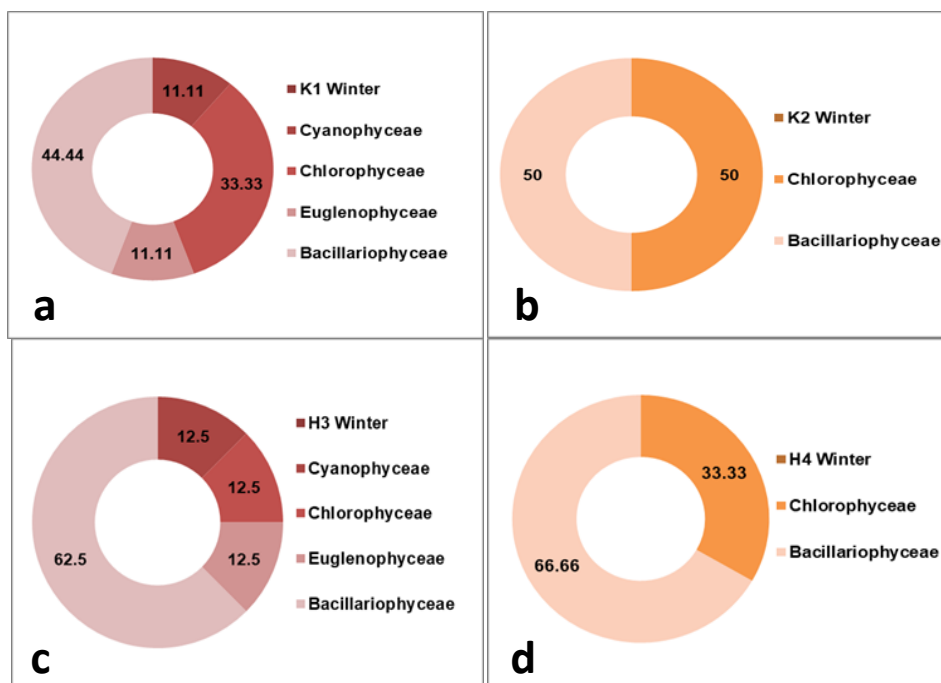 11.11
33.33
11.11
44.44
K1 Winter
Cyanophyceae
Chlorophyceae
Euglenophyceae
Bacillariophyceae
a
50
50
K2 Winter
Chlorophyceae
Bacillariophyceae
b
12.5
12.5
12.5
62.5
H3 Winter
Cyanophyceae
Chlorophyceae
Euglenophyceae
Bacillariophyceae
c
33.33
66.66
H4 Winter
Chlorophyceae
Bacillariophyceae
d